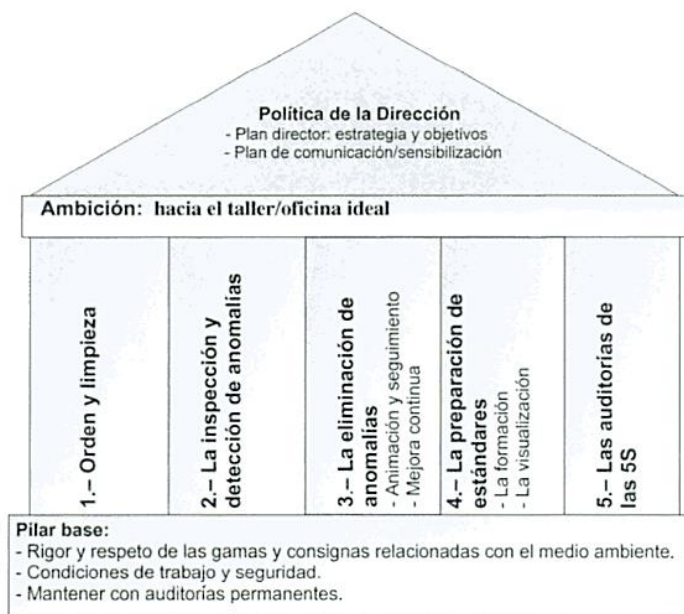 Política de la Dirección
- Plan director: estrategia y objetivos
- Plan de comunicación/sensibilización
Ambición: hacia el taller/oficina ideal
1.– Orden y limpieza
2.– La inspección y
detección de anomalías
3.– La eliminación de
anomalías
- Animación y seguimiento
- Mejora continua
4.– La preparación de
estándares
- La formación
- La visualización
5.– Las auditorías de
las 5S
Pilar base:
- Rigor y respeto de las gamas y consignas relacionadas con el medio ambiente.
- Condiciones de trabajo y seguridad.
- Mantener con auditorías permanentes.